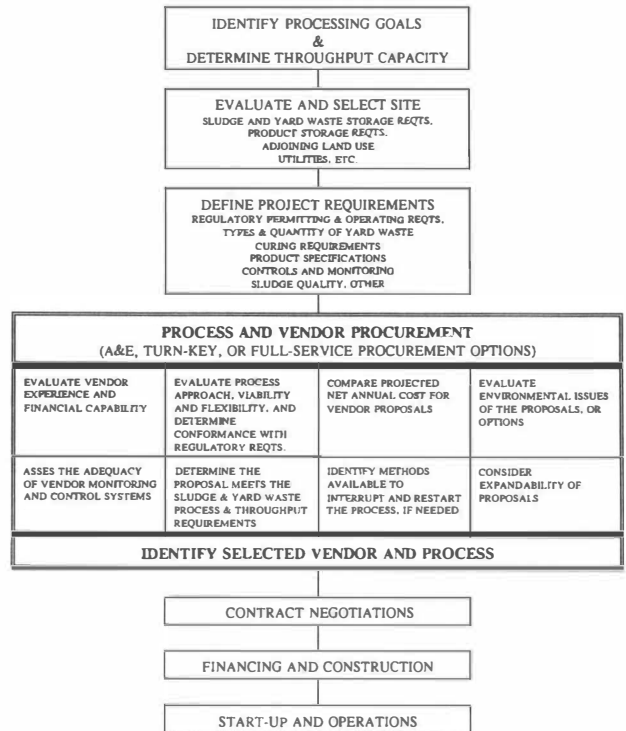 IDENTIFY PROCESSING GOALS
&
DETERMINE THROUGHPUT CAPACITY
EVALUATE AND SELECT SITE
SLUDGE AND YARD WASTE STORAGE REQTS.
PRODUCT STORAGE REQTS.
ADJOINING LAND USE
UTILITIES, ETC.
DEFINE PROJECT REQUIREMENTS
REGULATORY PERMITTING & OPERATING REQTS.
TYPES & QUANTITY OF YARD WASTE
CURING REQUIREMENTS
PRODUCT SPECIFICATIONS
CONTROLS AND MONITORING
SLUDGE QUALITY, OTHER
PROCESS AND VENDOR PROCUREMENT
(A&E, TURN-KEY, OR FULL-SERVICE PROCUREMENT OPTIONS)
EVALUATE VENDOR
EXPERIENCE AND
FINANCIAL CAPABILITY
EVALUATE PROCESS
APPROACH, VIABILITY
AND FLEXIBILITY, AND
DETERMINE
CONFORMANCE WITH
REGULATORY REQTS.
COMPARE PROJECTED
NET ANNUAL COST FOR
VENDOR PROPOSALS
EVALUATE
ENVIRONMENTAL ISSUES
OF THE PROPOSALS, OR
OPTIONS
ASSES THE ADEQUACY
OF VENDOR MONITORING
AND CONTROL SYSTEMS
DETERMINE THE
PROPOSAL MEETS THE
SLUDGE & YARD WASTE
PROCESS & THROUGHPUT
REQUIREMENTS
IDENTIFY METHODS
AVAILABLE TO
INTERRUPT AND RESTART
THE PROCESS, IF NEEDED
CONSIDER
EXPANDABILITY OF
PROPOSALS
IDENTIFY SELECTED VENDOR AND PROCESS
CONTRACT NEGOTIATIONS
FINANCING AND CONSTRUCTION
START-UP AND OPERATIONS